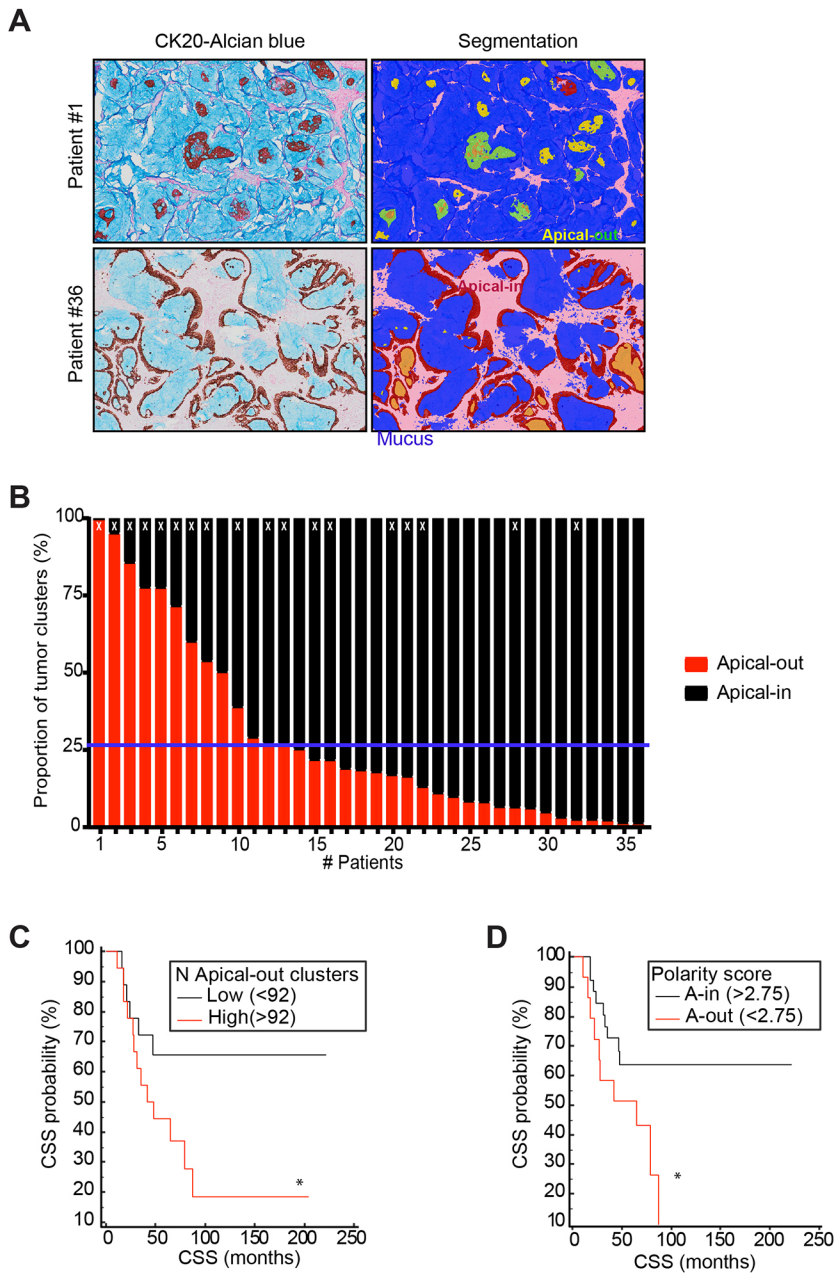 A
CK20-Alcian blue
Segmentation
Patient #1
Apical-out
Patient #36
Apical-in
Mucus
B
Proportion of tumor clusters (%)
100
75
50
25
0
X X X X X X X X X X X X X X X X X X
1 5 10 15 20 25 30 35
# Patients
Apical-out
Apical-in
C
CSS probability (%)
100
90
80
70
60
50
40
30
20
10
N Apical-out clusters
Low (<92)
High(>92)
*
0 50 100 150 200 250
CSS (months)
D
CSS probability (%)
100
90
80
70
60
50
40
30
20
10
Polarity score
A-in (>2.75)
A-out (<2.75)
*
0 50 100 150 200 250
CSS (months)